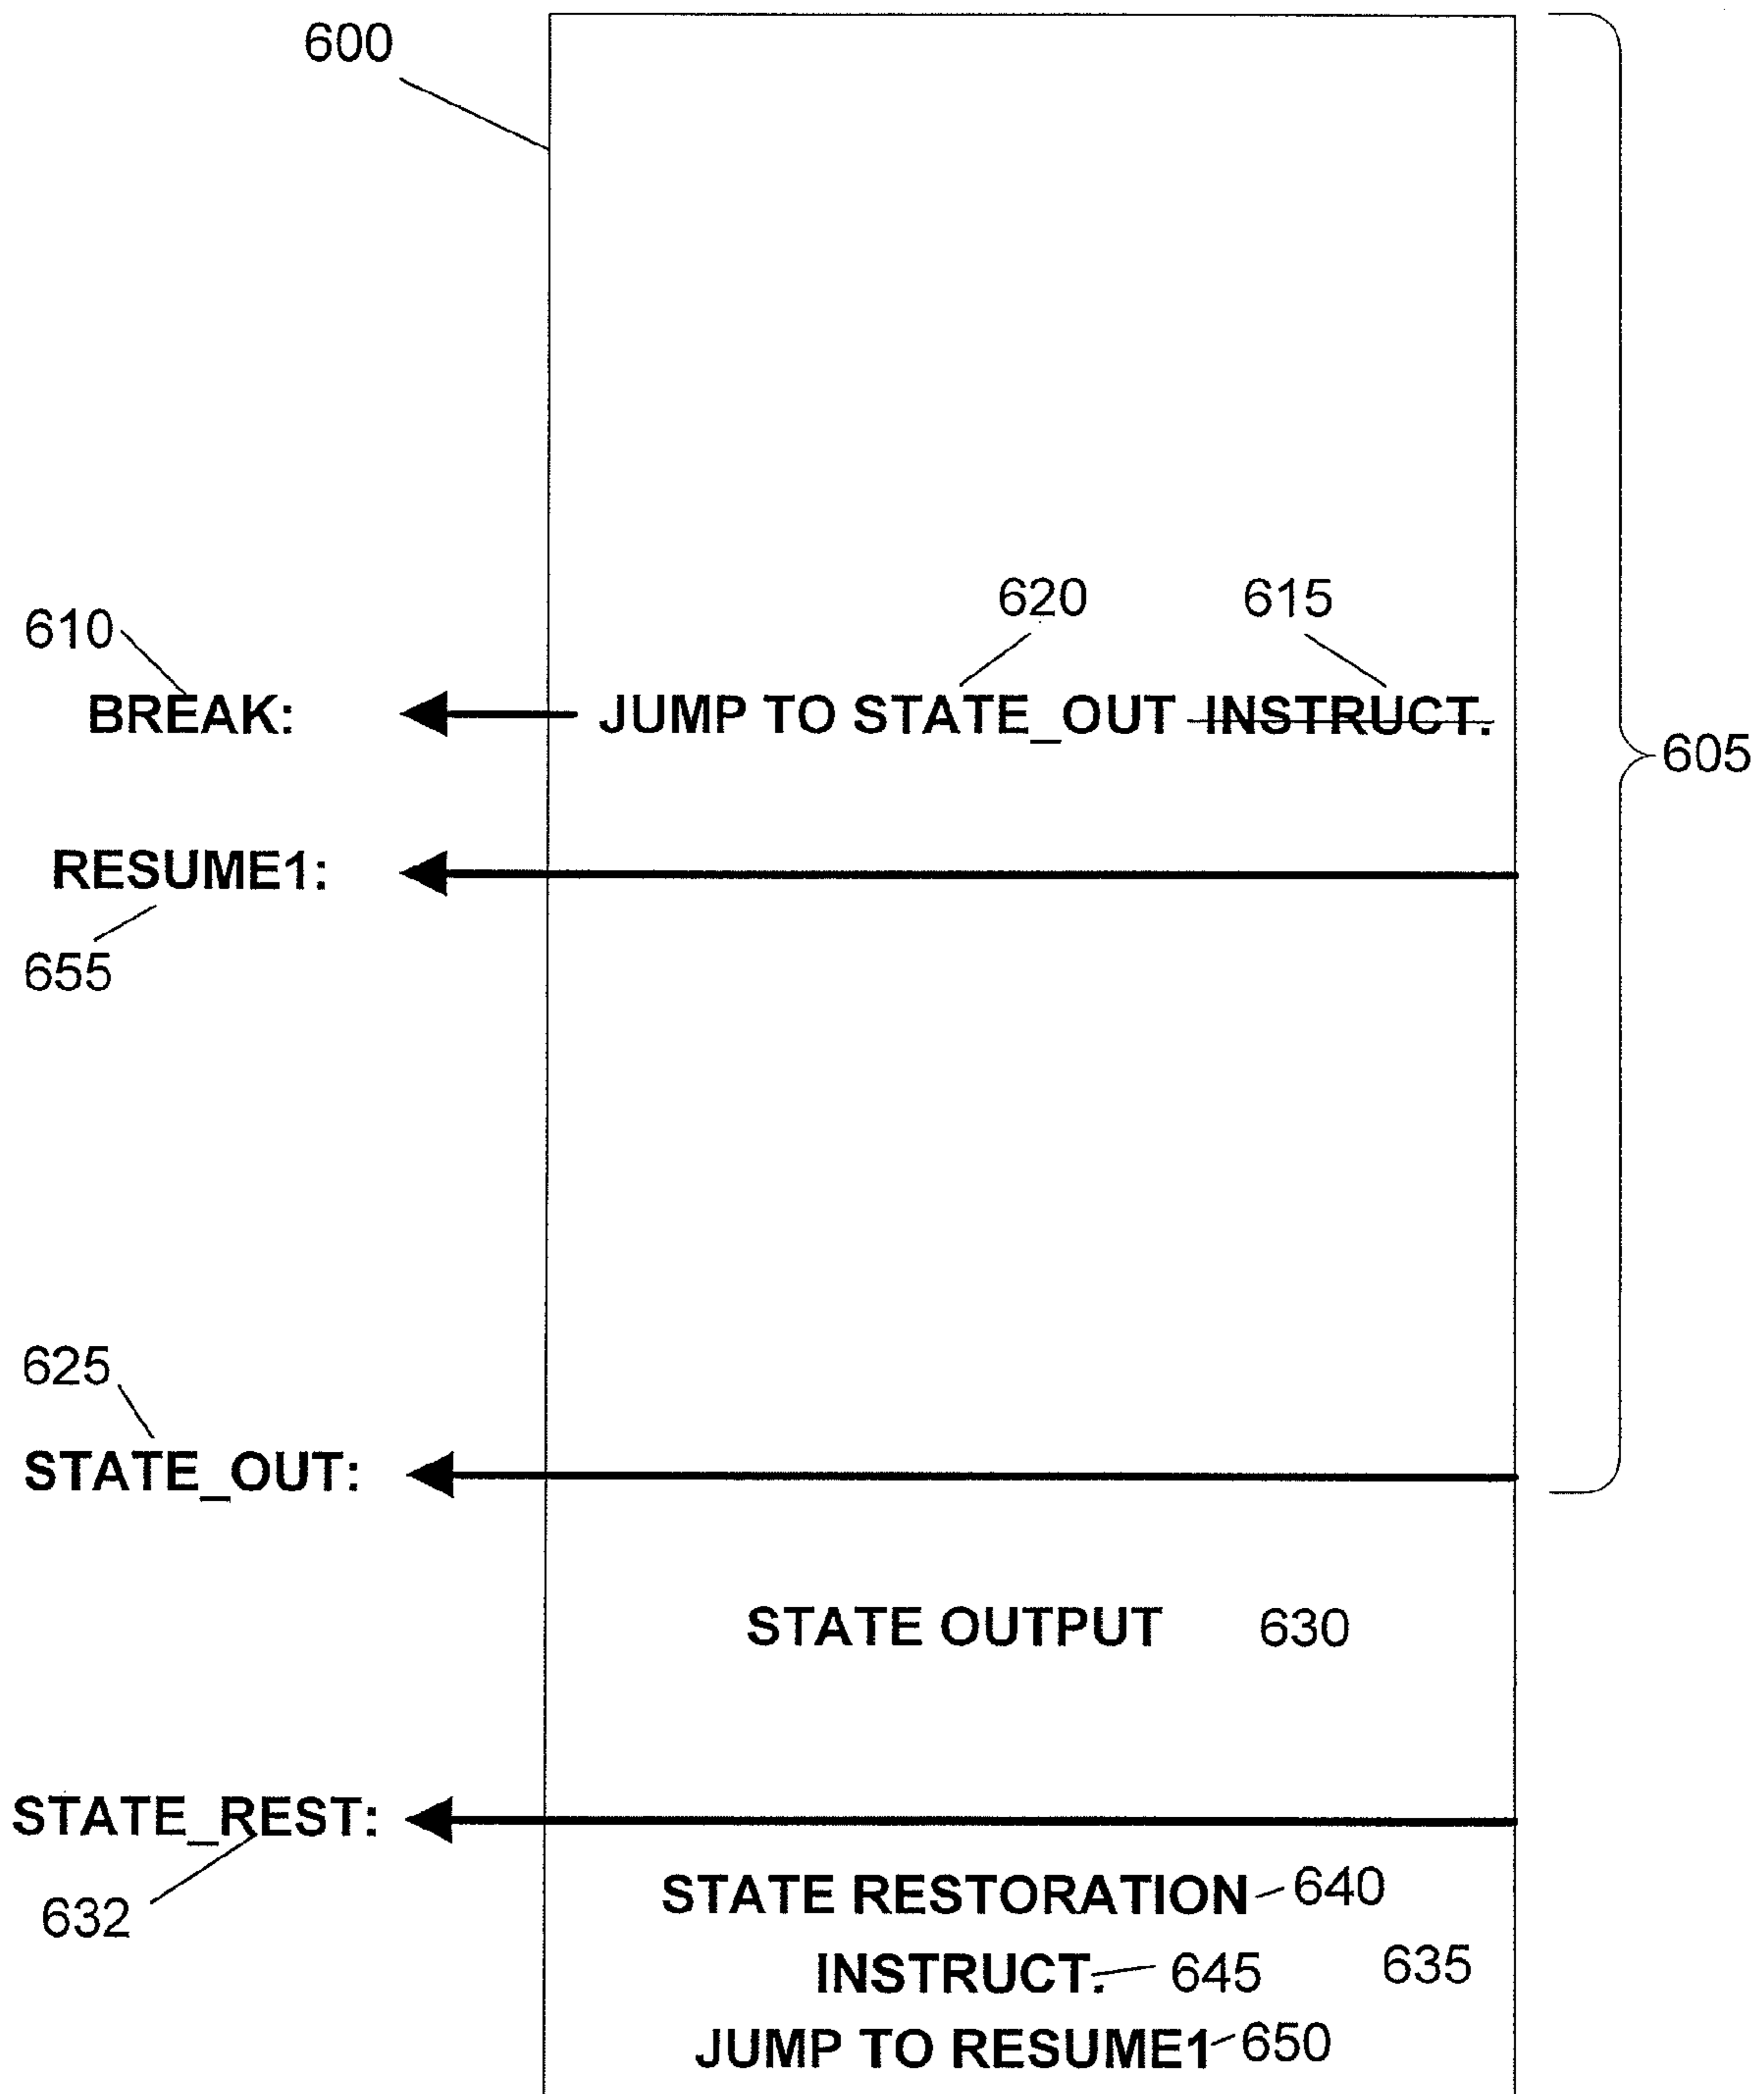 600
620 615
610
BREAK: JUMP TO STATE_OUT INSTRUCT.
605
RESUME1:
655
625
STATE_OUT:
STATE OUTPUT 630
STATE_REST:
STATE RESTORATION 640
632
INSTRUCT. 645 635
JUMP TO RESUME1 650